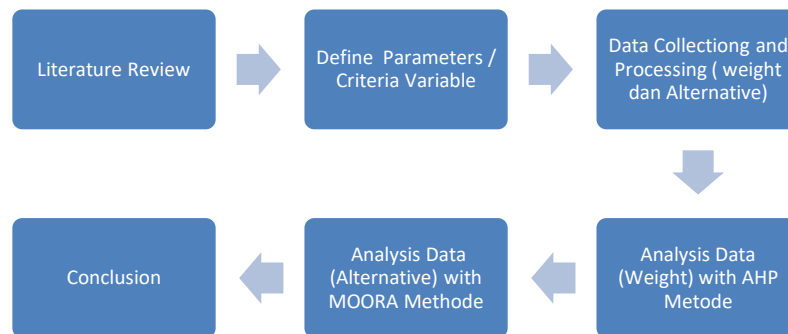 Literature Review
Define Parameters /
Criteria Variable
Data Collectiong and
Processing ( weight
dan Alternative)
Analysis Data
(Weight) with AHP
Metode
Analysis Data
(Alternative) with
MOORA Methode
Conclusion